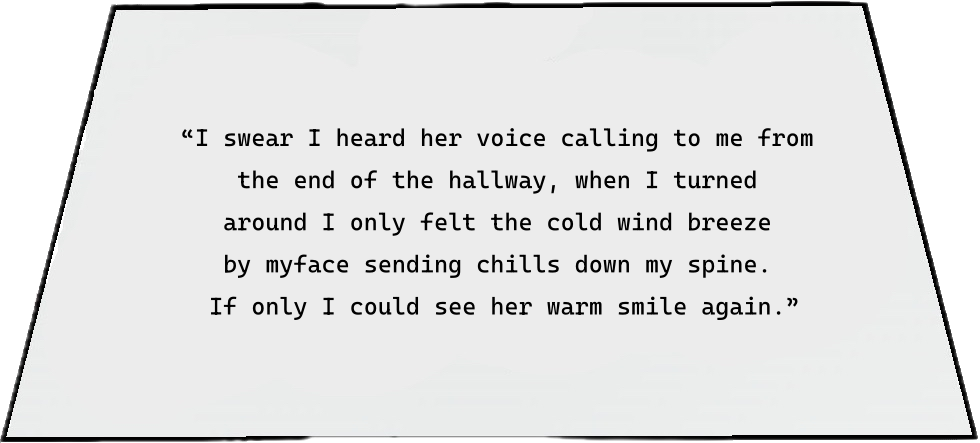 “I swear I heard her voice calling to me from
the end of the hallway, when I turned
around I only felt the cold wind breeze
by myface sending chills down my spine.
If only I could see her warm smile again.”